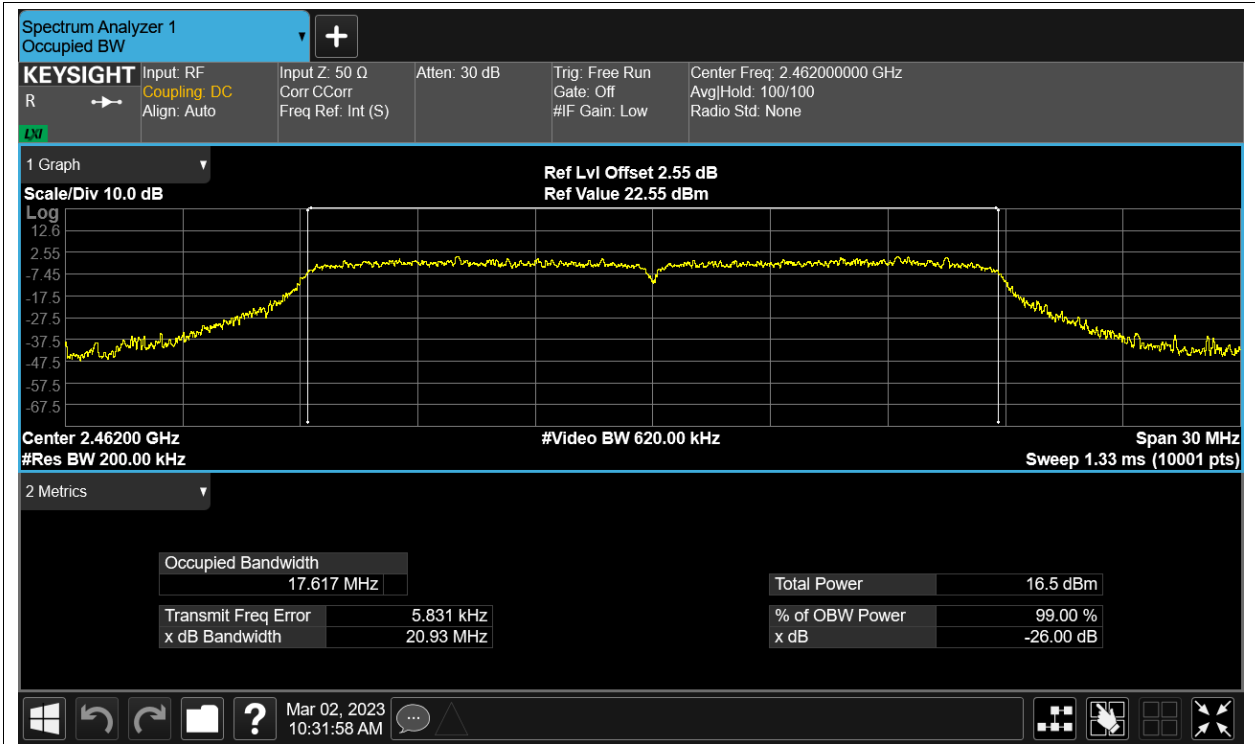 Spectrum Analyzer 1
Occupied BW
KEYSIGHT
R
LXI
Input: RF
Coupling: DC
Align: Auto
Input Z: 50 Ω
Corr CCorr
Freq Ref: Int (S)
Atten: 30 dB
Trig: Free Run
Gate: Off
#IF Gain: Low
Center Freq: 2.462000000 GHz
Avg|Hold: 100/100
Radio Std: None
1 Graph
Scale/Div 10.0 dB
Ref Lvl Offset 2.55 dB
Ref Value 22.55 dBm
Log
12.6
2.55
-7.45
-17.5
-27.5
-37.5
-47.5
-57.5
-67.5
Center 2.46200 GHz
#Video BW 620.00 kHz
Span 30 MHz
#Res BW 200.00 kHz
Sweep 1.33 ms (10001 pts)
2 Metrics
Occupied Bandwidth
17.617 MHz
Total Power 16.5 dBm
Transmit Freq Error 5.831 kHz
% of OBW Power 99.00 %
x dB Bandwidth 20.93 MHz
x dB -26.00 dB
?
Mar 02, 2023
10:31:58 AM